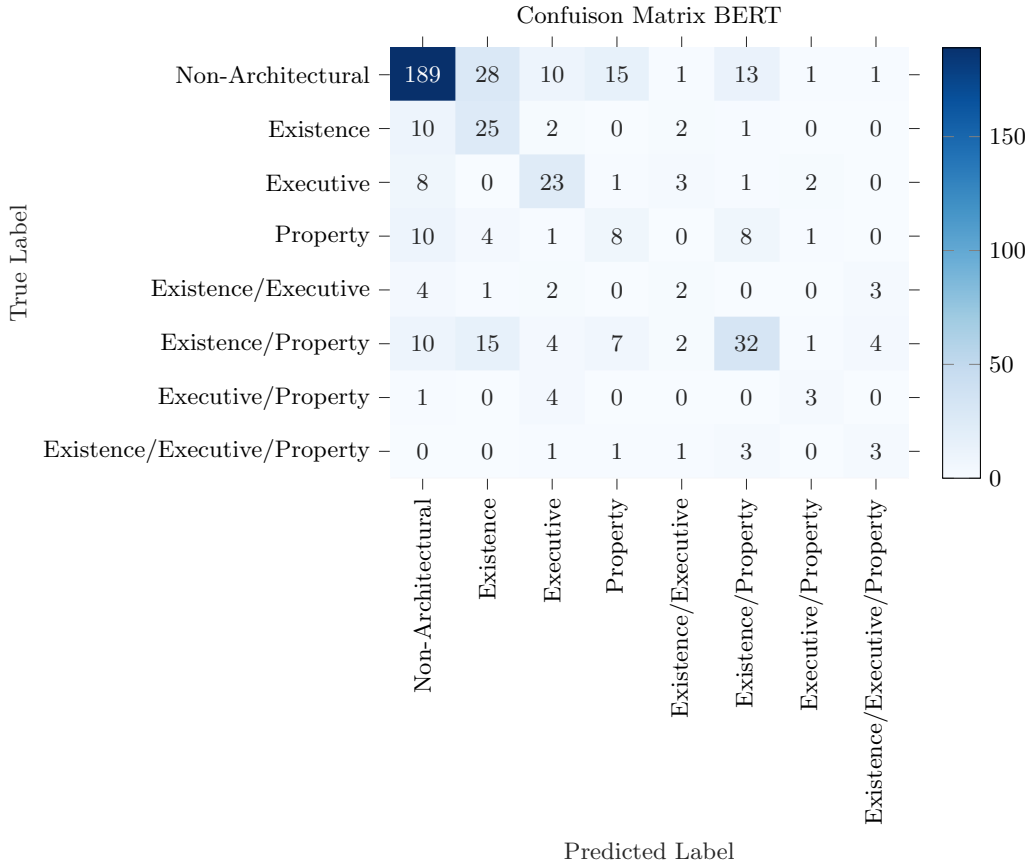 Confuison Matrix BERT
Non-Architectural 189 28 10 15 1 13 1 1
Existence 10 25 2 0 2 1 0 0
Executive 8 0 23 1 3 1 2 0
Property 10 4 1 8 0 8 1 0
Existence/Executive 4 1 2 0 2 0 0 3
Existence/Property 10 15 4 7 2 32 1 4
Executive/Property 1 0 4 0 0 0 3 0
Existence/Executive/Property 0 0 1 1 1 3 0 3
True Label
Non-Architectural
Existence
Executive
Property
Existence/Executive
Existence/Property
Executive/Property
Existence/Executive/Property
Predicted Label
150
100
50
0